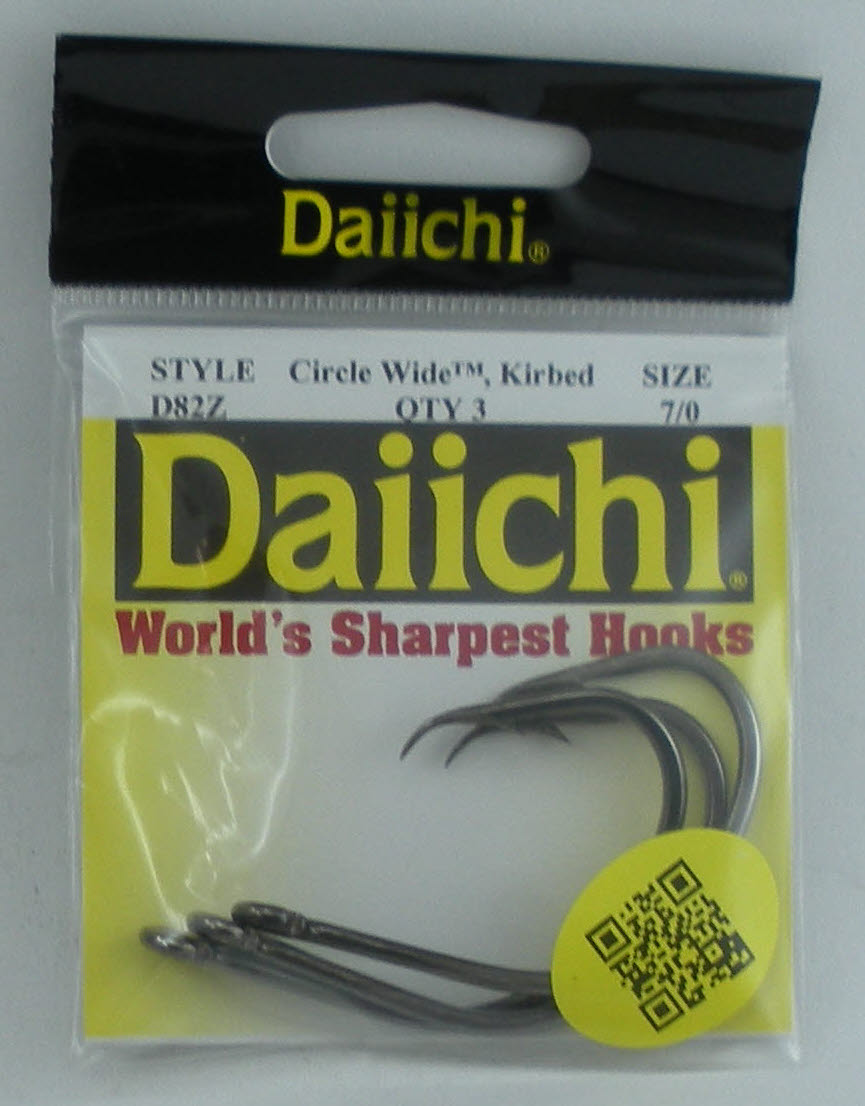 Daiichi®
STYLE Circle Wide™, Kirbed SIZE
D82Z QTY 3 7/0
Daiichi®
World's Sharpest Hooks